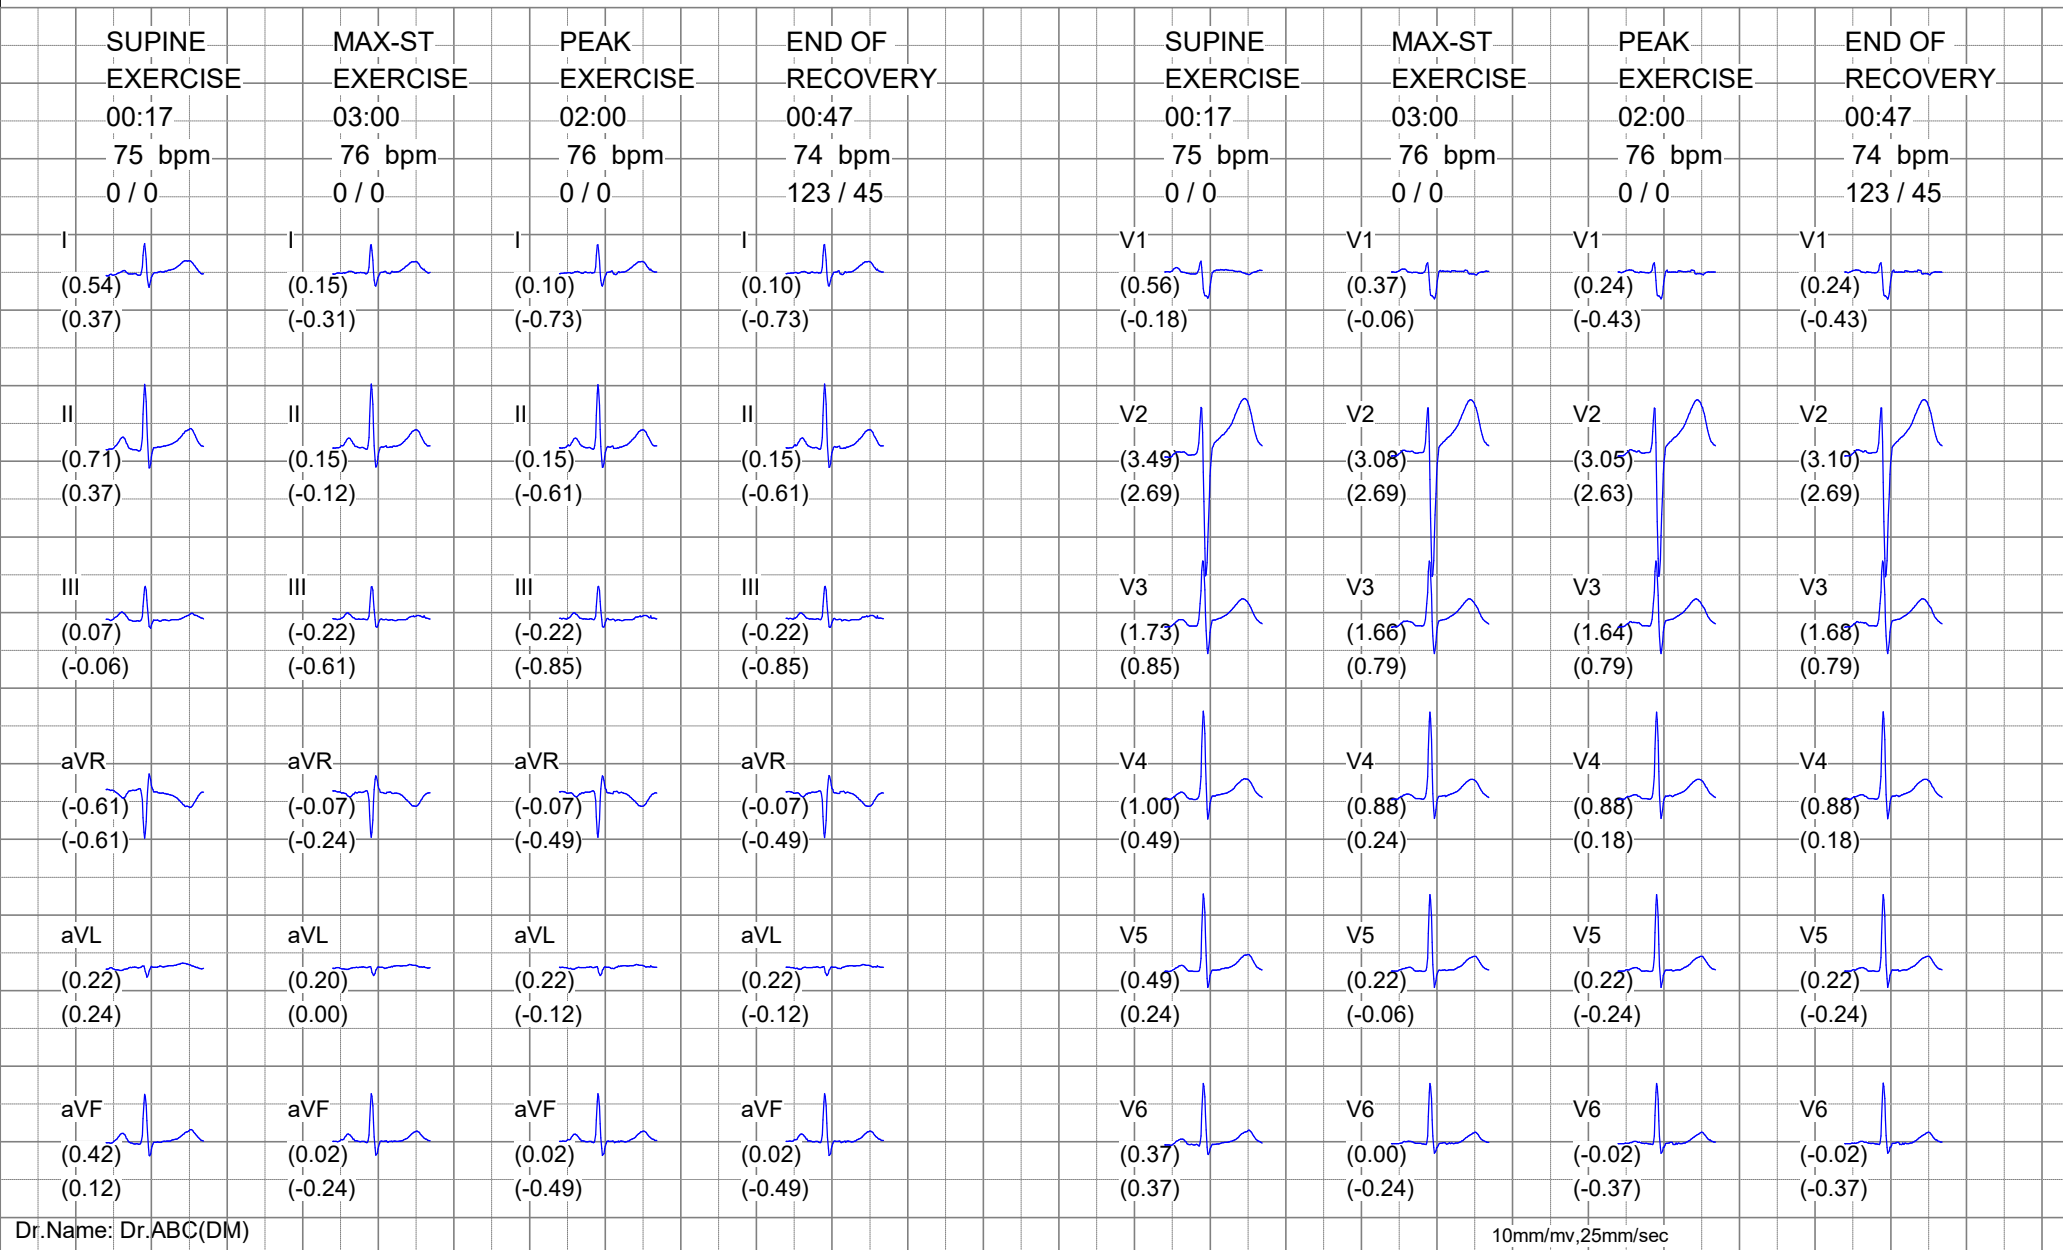 SUPINE MAX-ST PEAK END OF SUPINE MAX-ST PEAK END OF
EXERCISE EXERCISE EXERCISE RECOVERY EXERCISE EXERCISE EXERCISE RECOVERY
00:17 03:00 02:00 00:47 00:17 03:00 02:00 00:47
75 bpm 76 bpm 76 bpm 74 bpm 75 bpm 76 bpm 76 bpm 74 bpm
0 / 0 0 / 0 0 / 0 123 / 45 0 / 0 0 / 0 0 / 0 123 / 45
I I I I V1 V1 V1 V1
(0.54) (0.15) (0.10) (0.10) (0.56) (0.37) (0.24) (0.24)
(0.37) (-0.31) (-0.73) (-0.73) (-0.18) (-0.06) (-0.43) (-0.43)
II II II II V2 V2 V2 V2
(0.71) (0.15) (0.15) (0.15) (3.49) (3.08) (3.05) (3.10)
(0.37) (-0.12) (-0.61) (-0.61) (2.69) (2.69) (2.63) (2.69)
III III III III V3 V3 V3 V3
(0.07) (-0.22) (-0.22) (-0.22) (1.73) (1.66) (1.64) (1.68)
(-0.06) (-0.61) (-0.85) (-0.85) (0.85) (0.79) (0.79) (0.79)
aVR aVR aVR aVR V4 V4 V4 V4
(-0.61) (-0.07) (-0.07) (-0.07) (1.00) (0.88) (0.88) (0.88)
(-0.61) (-0.24) (-0.49) (-0.49) (0.49) (0.24) (0.18) (0.18)
aVL aVL aVL aVL V5 V5 V5 V5
(0.22) (0.20) (0.22) (0.22) (0.49) (0.22) (0.22) (0.22)
(0.24) (0.00) (-0.12) (-0.12) (0.24) (-0.06) (-0.24) (-0.24)
aVF aVF aVF aVF V6 V6 V6 V6
(0.42) (0.02) (0.02) (0.02) (0.37) (0.00) (-0.02) (-0.02)
(0.12) (-0.24) (-0.49) (-0.49) (0.37) (-0.24) (-0.37) (-0.37)
Dr.Name: Dr.ABC(DM) 10mm/mv,25mm/sec